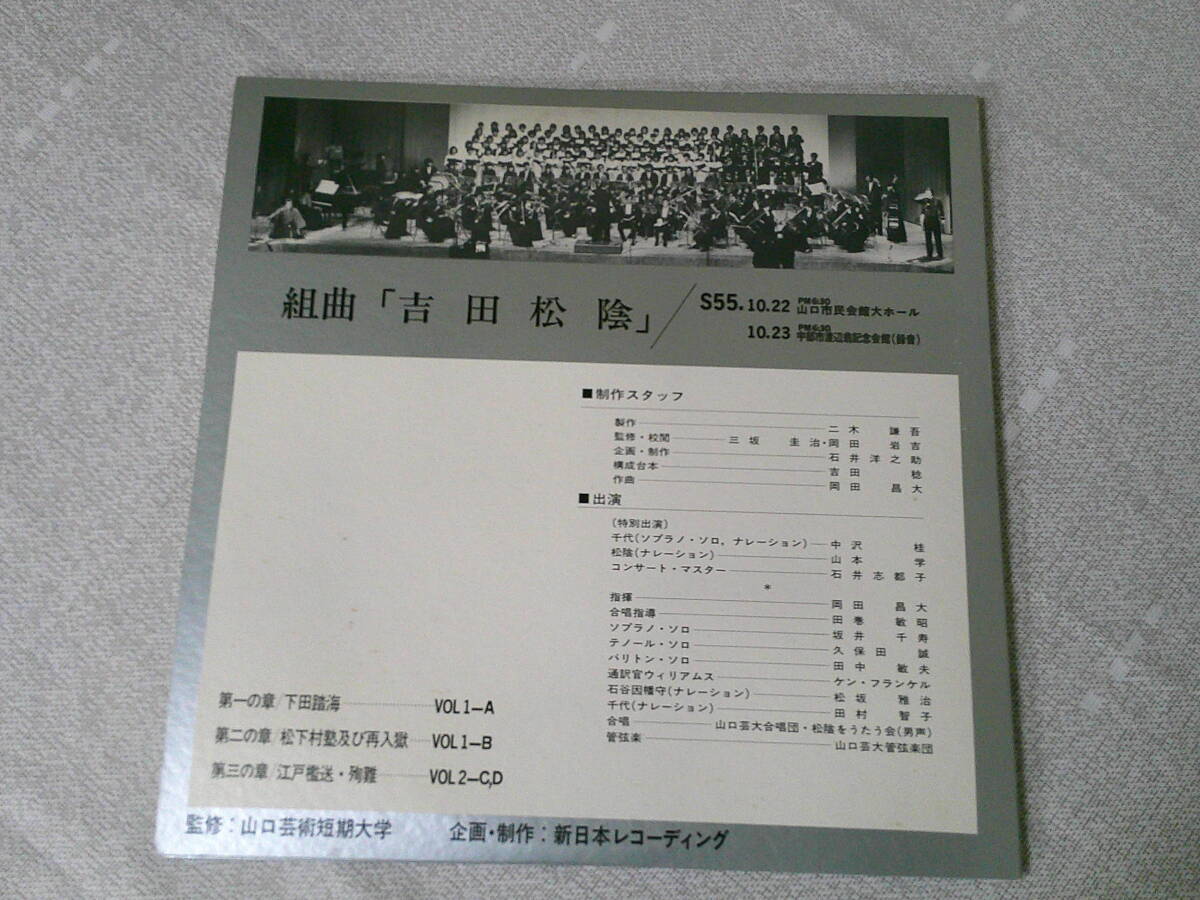 組曲「吉田松陰」
S55.10.22 PM6:30 山口市民会館大ホール
10.23 PM6:30 宇部市渡辺翁記念会館(録音)
■制作スタッフ
製作 二木謙吾
監修・校閲 三坂圭治・岡田岩吉
企画・制作 石井洋之助
構成台本 吉田稔
作曲 岡田昌大
■出演
(特別出演)
千代(ソプラノ・ソロ,ナレーション) 中沢桂
松陰(ナレーション) 山本学
コンサート・マスター 石井志都子
*
指揮 岡田昌大
合唱指導 田巻敏昭
ソプラノ・ソロ 坂井千寿
テノール・ソロ 久保田誠
バリトン・ソロ 田中敏夫
通訳官ウィリアムス ケン・フランケル
石谷因幡守(ナレーション) 松坂雅治
千代(ナレーション) 田村智子
合唱 山口芸大合唱団・松陰をうたう会(男声)
管弦楽 山口芸大管弦楽団
第一の章/下田踏海 VOL1-A
第二の章/松下村塾及び再入獄 VOL1-B
第三の章/江戸檻送・殉難 VOL2-C,D
監修:山口芸術短期大学 企画・制作:新日本レコーディング